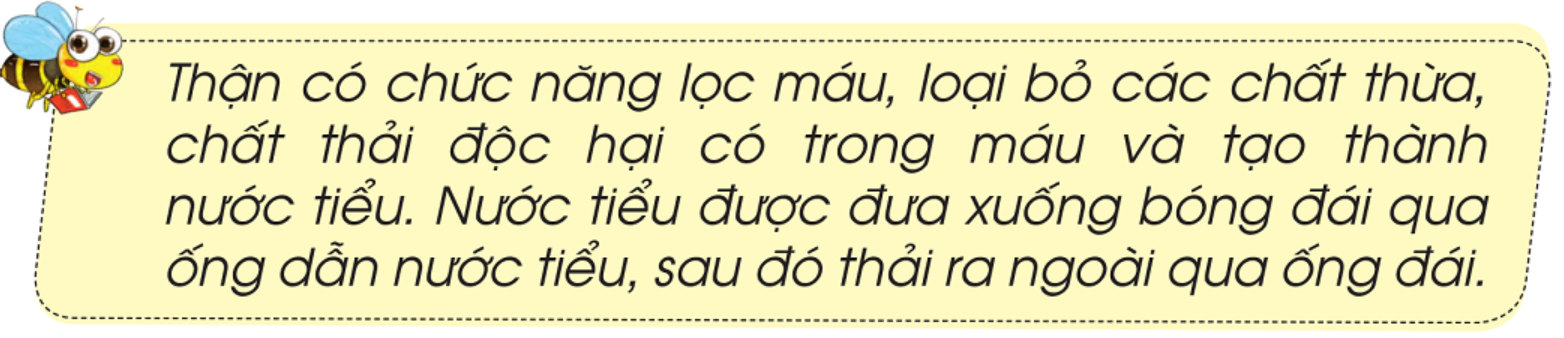 Thận có chức năng lọc máu, loại bỏ các chất thừa,
chất thải độc hại có trong máu và tạo thành
nước tiểu. Nước tiểu được đưa xuống bóng đái qua
ống dẫn nước tiểu, sau đó thải ra ngoài qua ống đái.